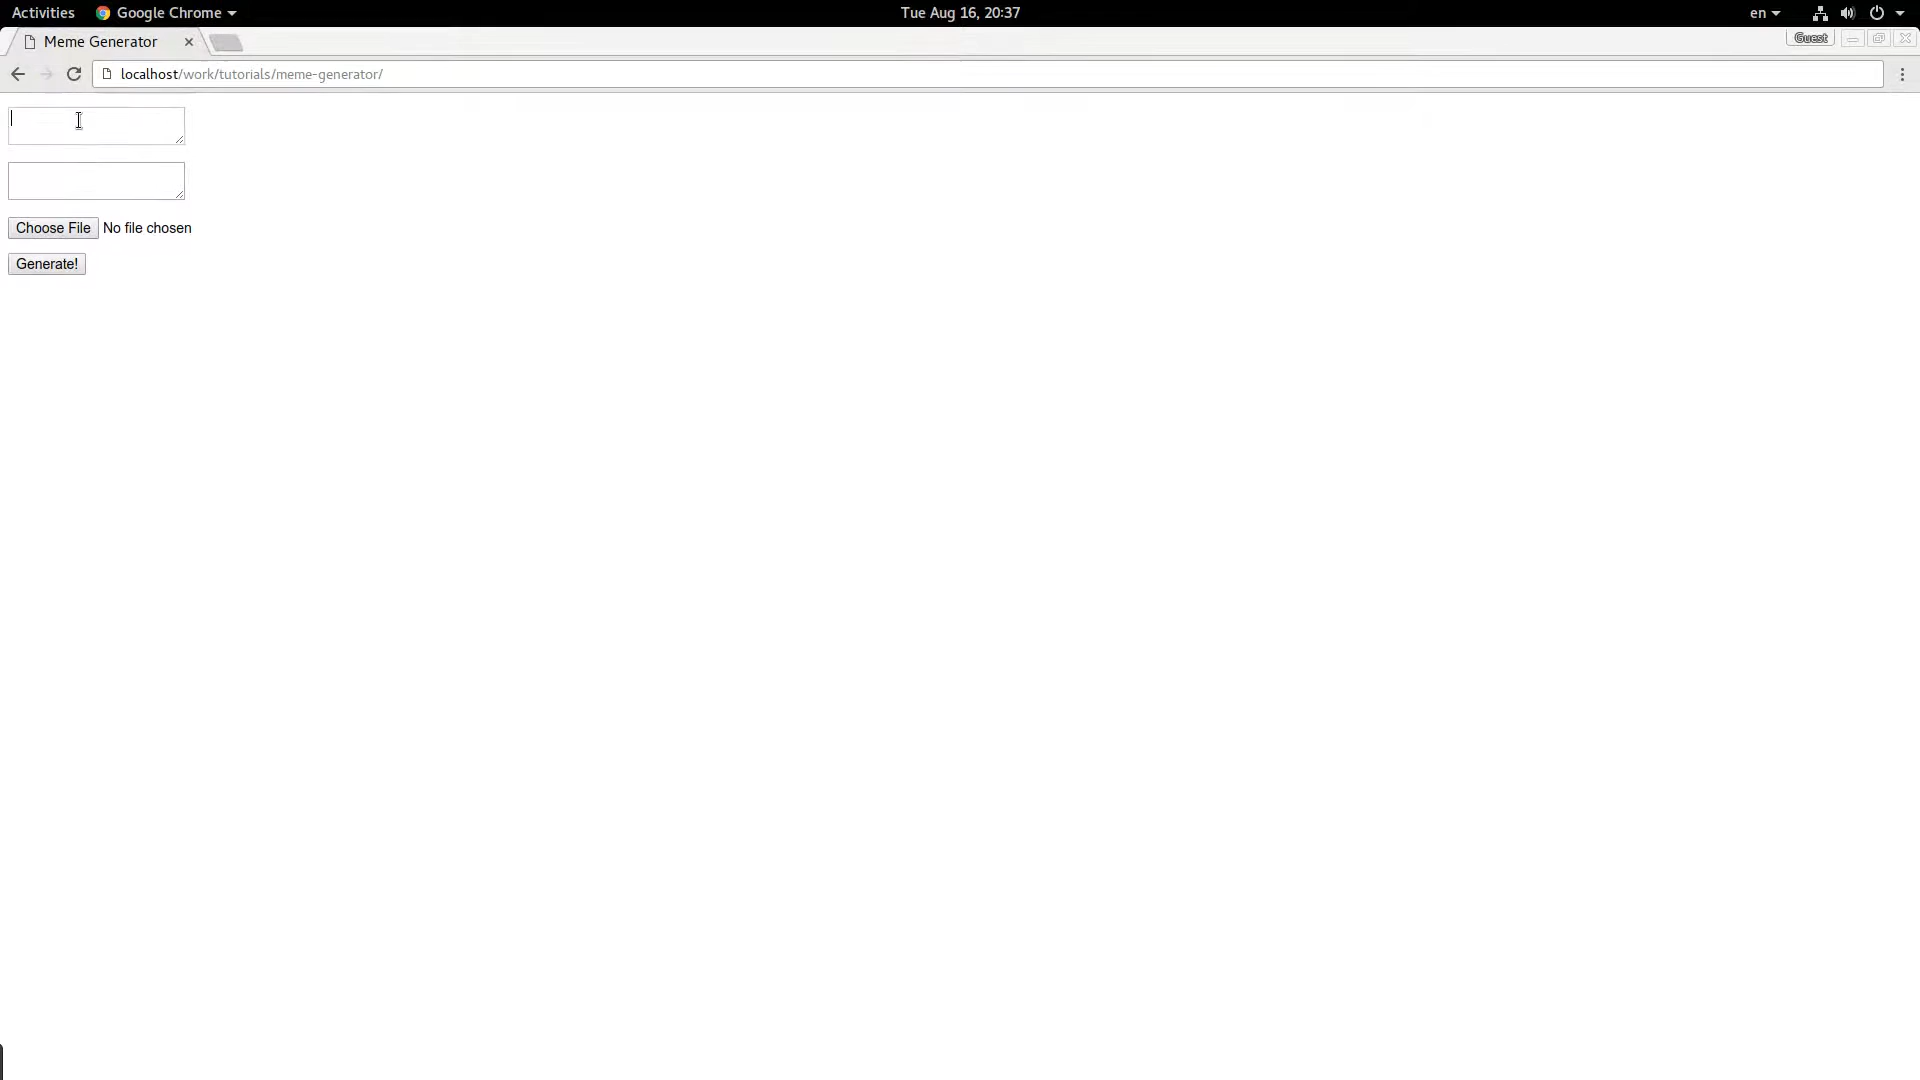 Activities Google Chrome Tue Aug 16, 20:37 en
Meme Generator Guest
localhost/work/tutorials/meme-generator/
Choose File No file chosen
Generate!